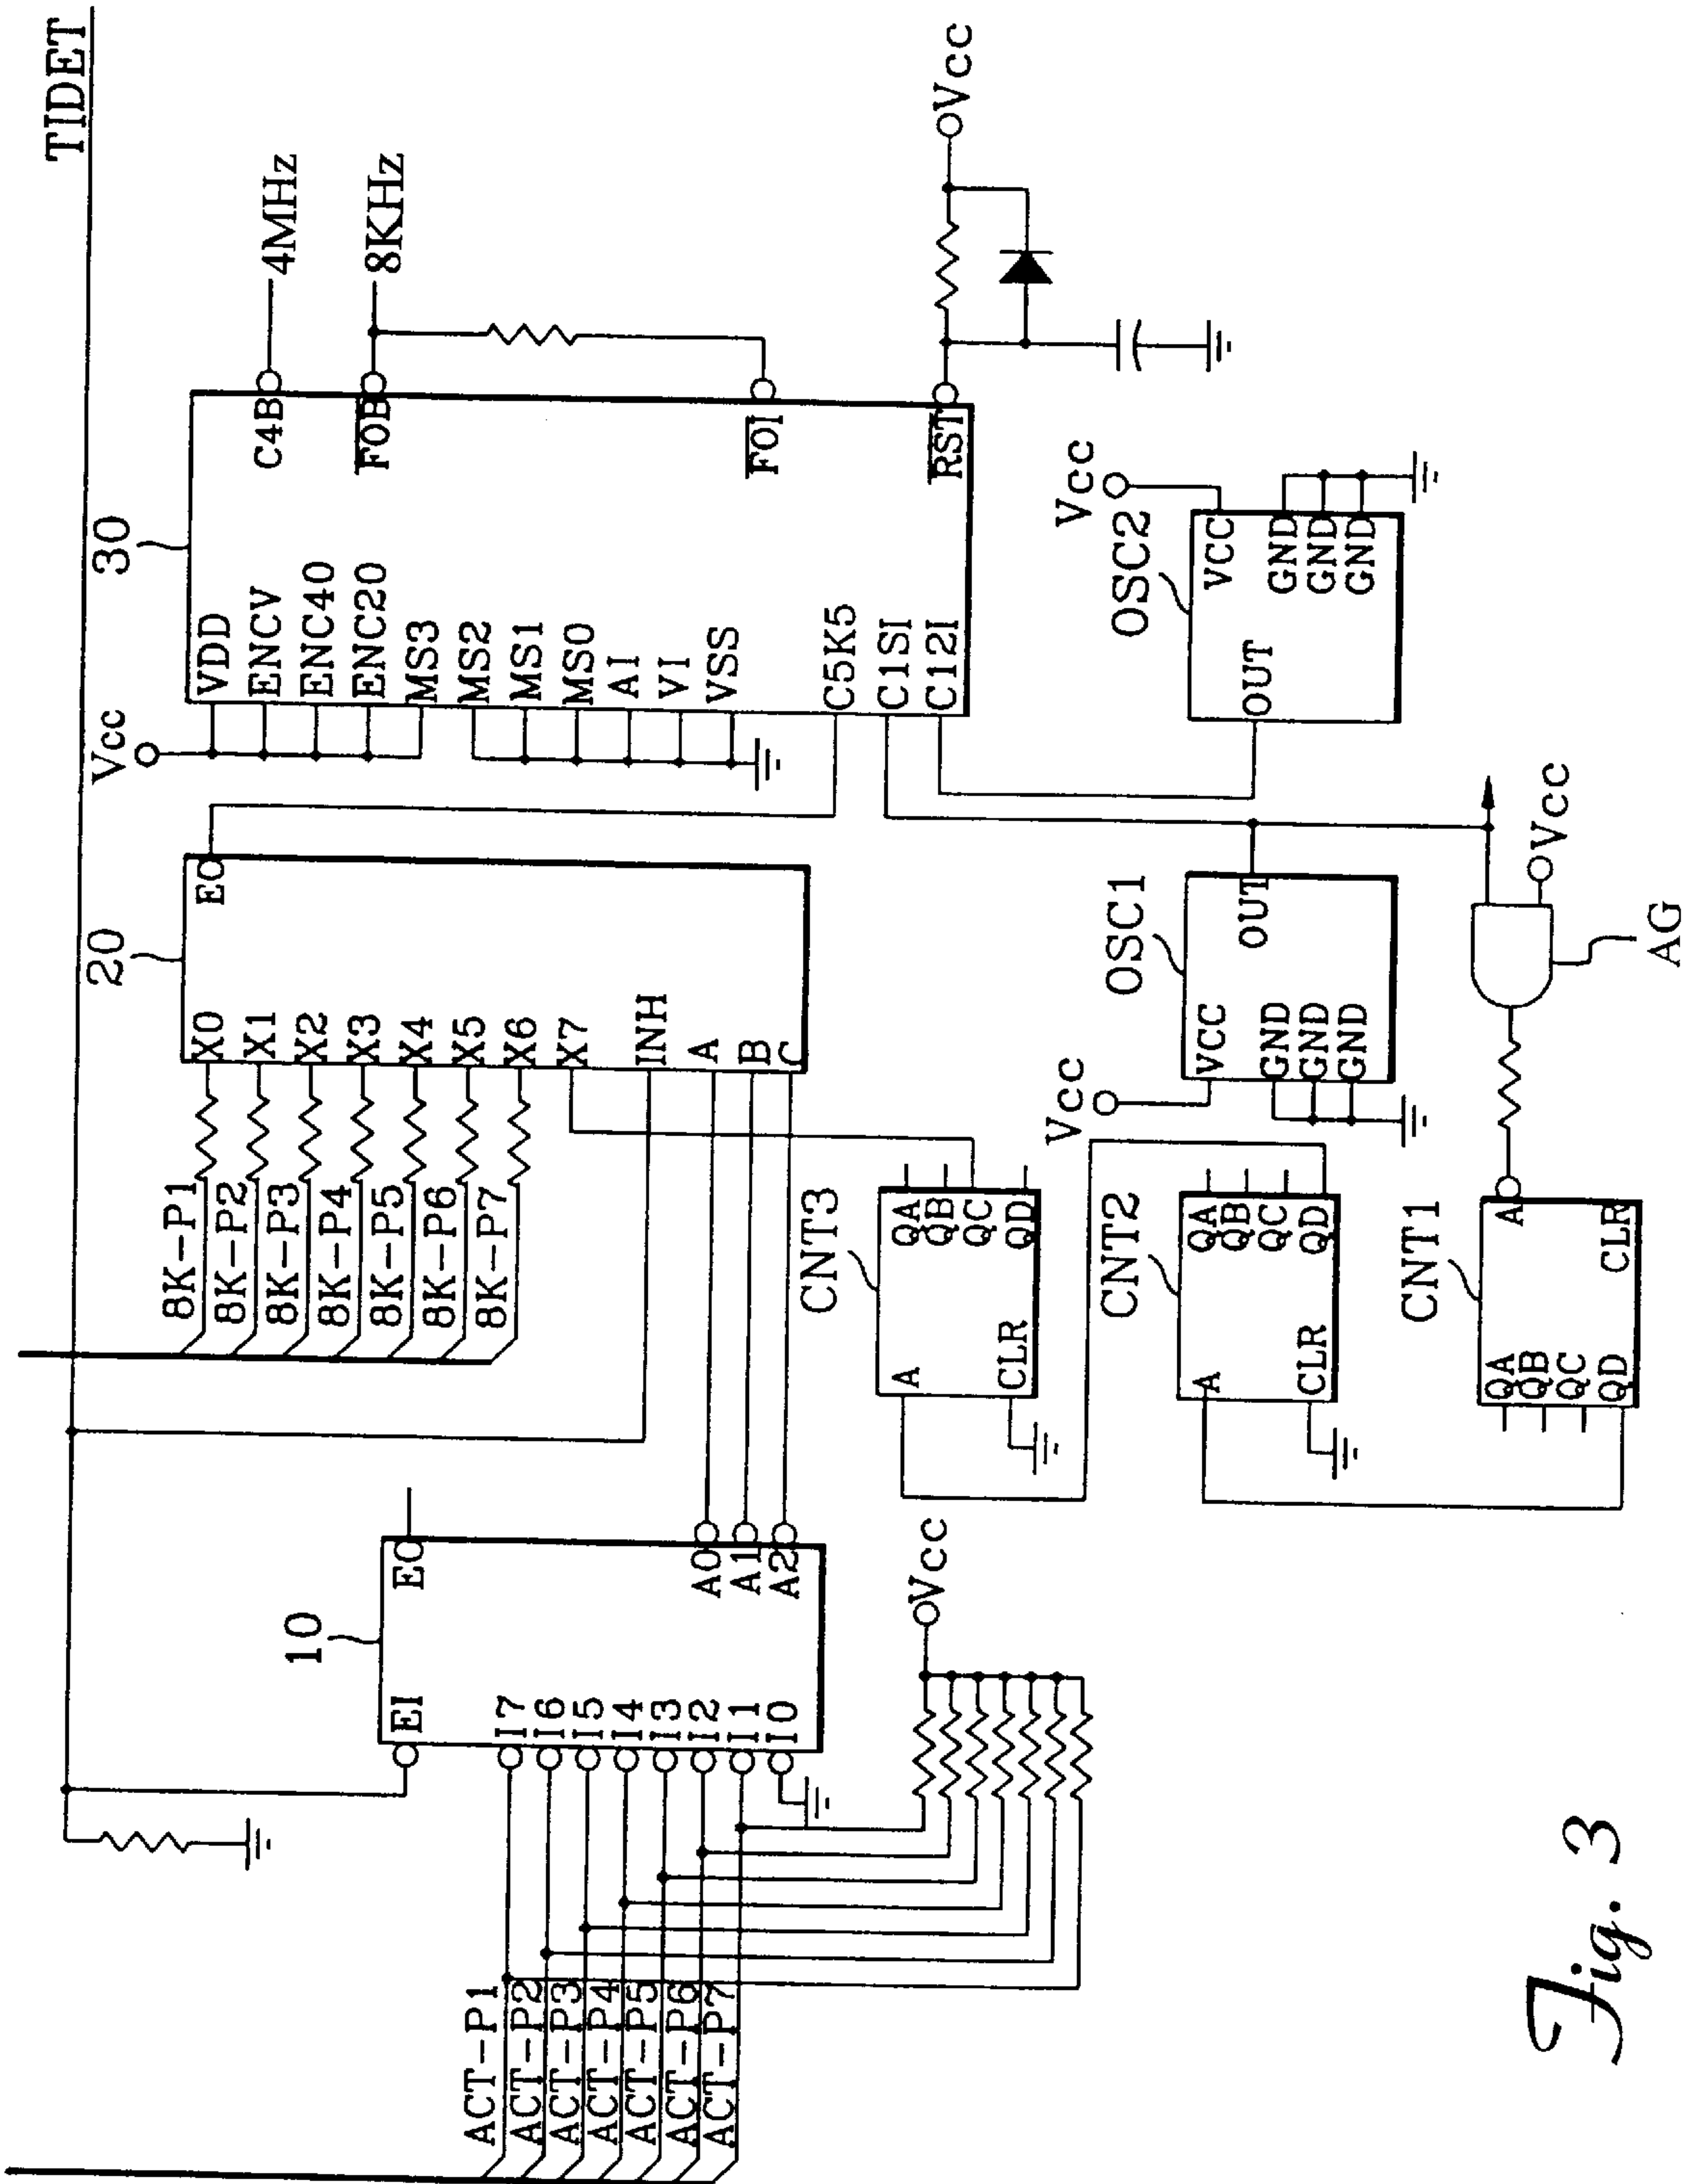 TIDET
ACT-P1
ACT-P2
ACT-P3
ACT-P4
ACT-P5
ACT-P6
ACT-P7
10
EI
I7
I6
I5
I4
I3
I2
I1
I0
EO
A0
A1
A2
Vcc
8K-P1
8K-P2
8K-P3
8K-P4
8K-P5
8K-P6
8K-P7
20
X0
X1
X2
X3
X4
X5
X6
X7
INH
A
B
C
EO
Vcc
30
VDD
ENCV
ENC40
ENC20
MS3
MS2
MS1
MS0
AI
VI
VSS
C5K5
C1SI
C12I
C4B
F0B
FOI
RST
4MHz
8KHz
Vcc
CNT3
A
CLR
QA
QB
QC
QD
CNT2
A
CLR
QA
QB
QC
QD
CNT1
QA
QB
QC
QD
A
CLR
Vcc
OSC1
VCC
GND
GND
GND
OUT
Vcc
OSC2
OUT
VCC
GND
GND
GND
Vcc
AG
Fig. 3